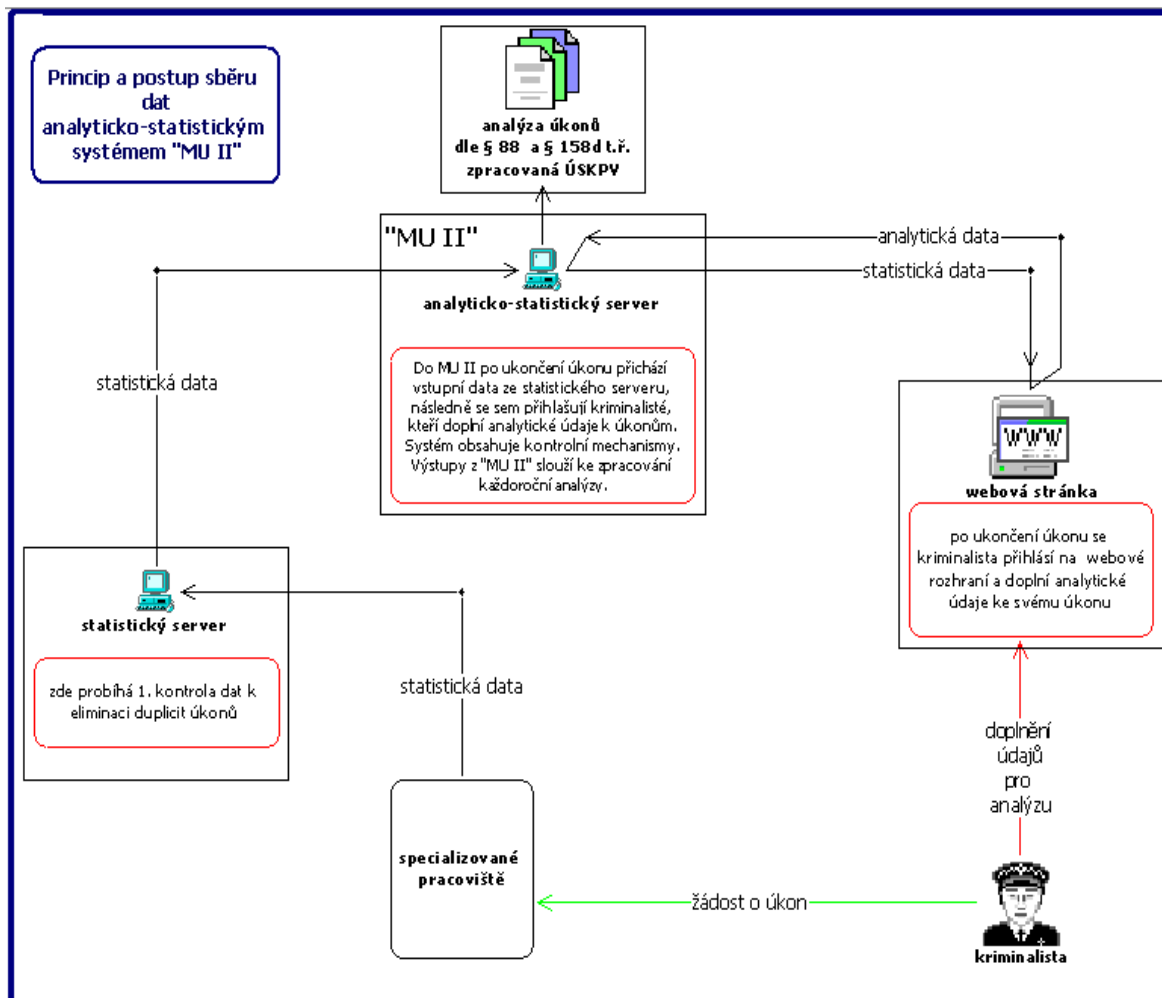 Princip a postup sběru
dat
analyticko-statistickým
systémem "MU II"
analýza úkonů
dle § 88 a § 158d t.ř.
zpracovaná ÚSKPV
"MU II"
analytická data
statistická data
analyticko-statistický server
Do MU II po ukončení úkonu přichází
vstupní data ze statistického serveru,
následně se sem přihlašují kriminalisté,
kteří doplní analytické údaje k úkonům.
Systém obsahuje kontrolní mechanismy.
Výstupy z "MU II" slouží ke zpracování
každoroční analýzy.
statistická data
WWW
webová stránka
po ukončení úkonu se
kriminalista přihlásí na webové
rozhraní a doplní analytické
údaje ke svému úkonu
statistický server
zde probíhá 1. kontrola dat k
eliminaci duplicit úkonů
statistická data
doplnění
údajů
pro
analýzu
specializované
pracoviště
žádost o úkon
kriminalista